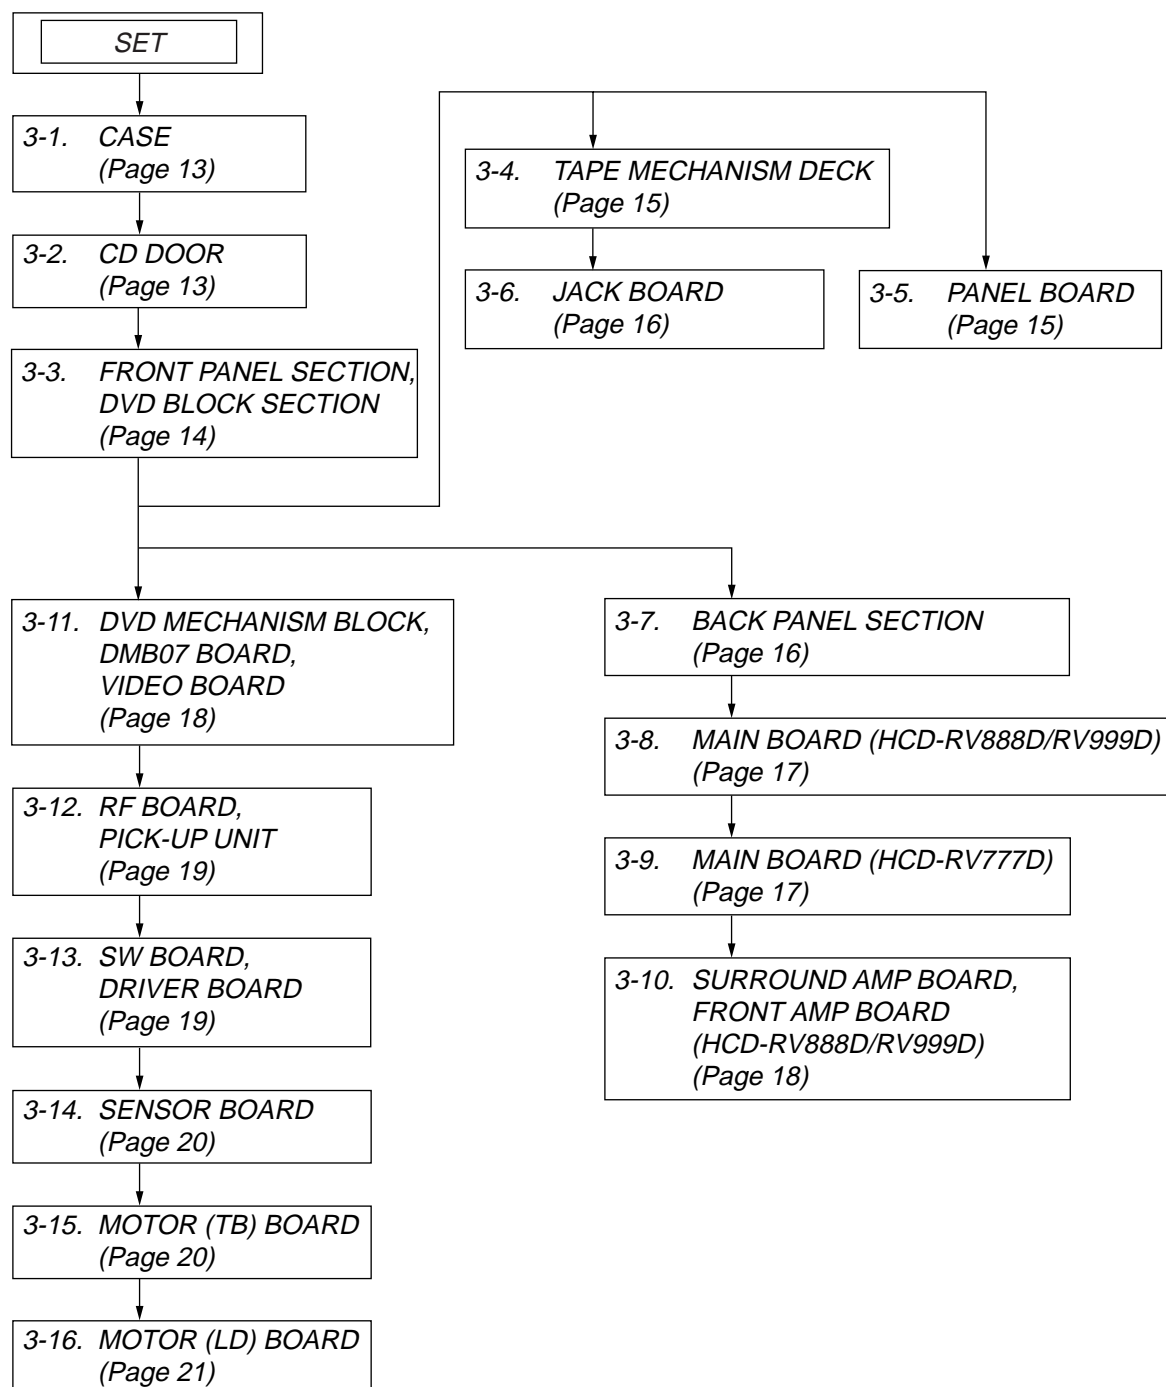 SET
3-1. CASE
(Page 13)
3-2. CD DOOR
(Page 13)
3-3. FRONT PANEL SECTION,
DVD BLOCK SECTION
(Page 14)
3-4. TAPE MECHANISM DECK
(Page 15)
3-6. JACK BOARD
(Page 16)
3-5. PANEL BOARD
(Page 15)
3-11. DVD MECHANISM BLOCK,
DMB07 BOARD,
VIDEO BOARD
(Page 18)
3-12. RF BOARD,
PICK-UP UNIT
(Page 19)
3-13. SW BOARD,
DRIVER BOARD
(Page 19)
3-14. SENSOR BOARD
(Page 20)
3-15. MOTOR (TB) BOARD
(Page 20)
3-16. MOTOR (LD) BOARD
(Page 21)
3-7. BACK PANEL SECTION
(Page 16)
3-8. MAIN BOARD (HCD-RV888D/RV999D)
(Page 17)
3-9. MAIN BOARD (HCD-RV777D)
(Page 17)
3-10. SURROUND AMP BOARD,
FRONT AMP BOARD
(HCD-RV888D/RV999D)
(Page 18)